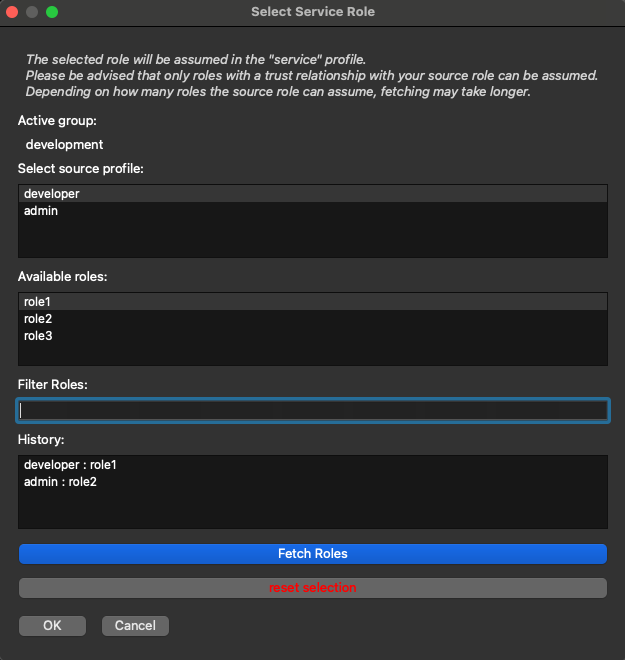 Select Service Role
The selected role will be assumed in the "service" profile.
Please be advised that only roles with a trust relationship with your source role can be assumed.
Depending on how many roles the source role can assume, fetching may take longer.
Active group:
development
Select source profile:
developer
admin
Available roles:
role1
role2
role3
Filter Roles:
History:
developer : role1
admin : role2
Fetch Roles
reset selection
OK
Cancel